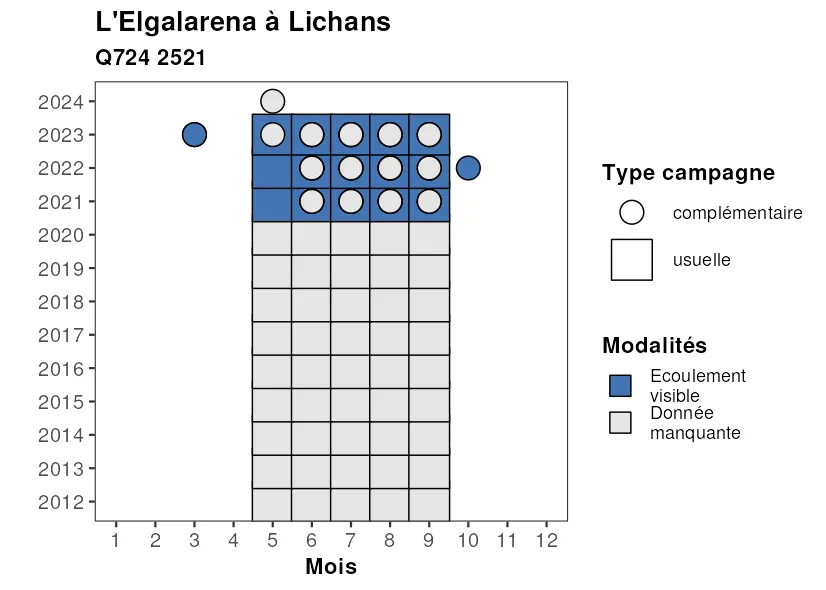 L'Elgalarena à Lichans
Q724 2521
2024
2023
2022
2021
2020
2019
2018
2017
2016
2015
2014
2013
2012
1 2 3 4 5 6 7 8 9 10 11 12
Mois
Type campagne
complémentaire
usuelle
Modalités
Ecoulement
visible
Donnée
manquante